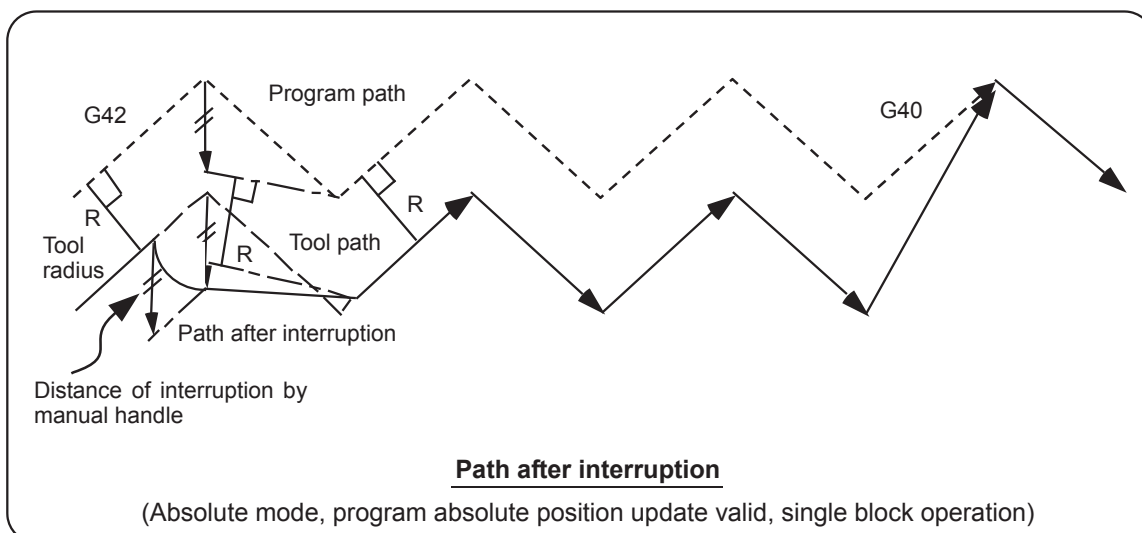 G42
Program path
G40
R
Tool
radius
R
Tool path
R
Path after interruption
Distance of interruption by
manual handle
Path after interruption
(Absolute mode, program absolute position update valid, single block operation)